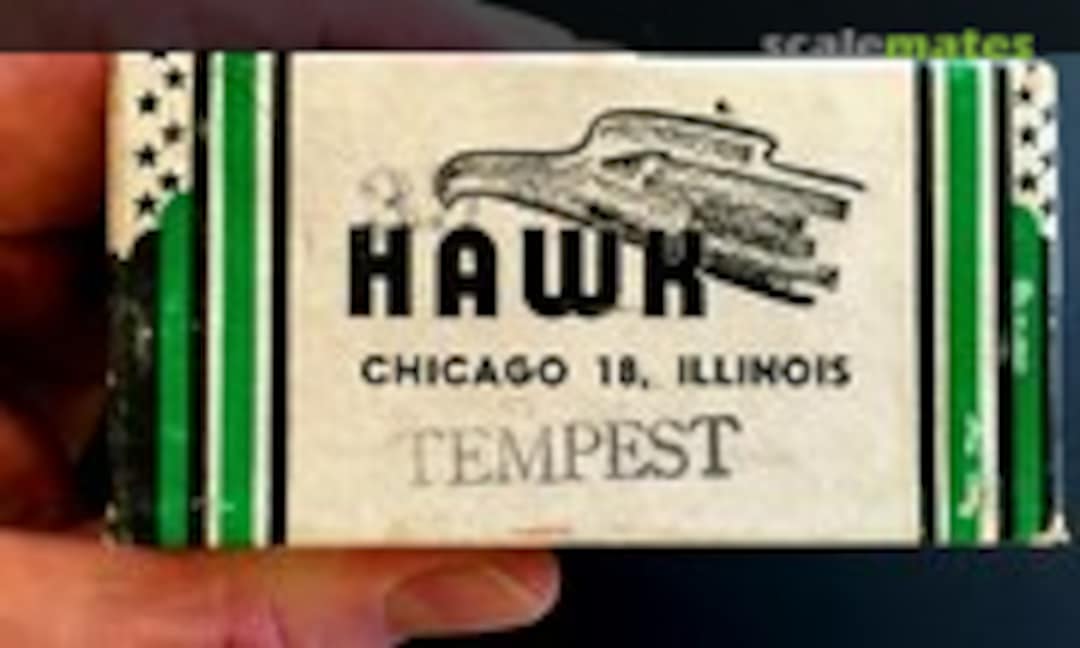 scalemates
HAWK
CHICAGO 18, ILLINOIS
TEMPEST